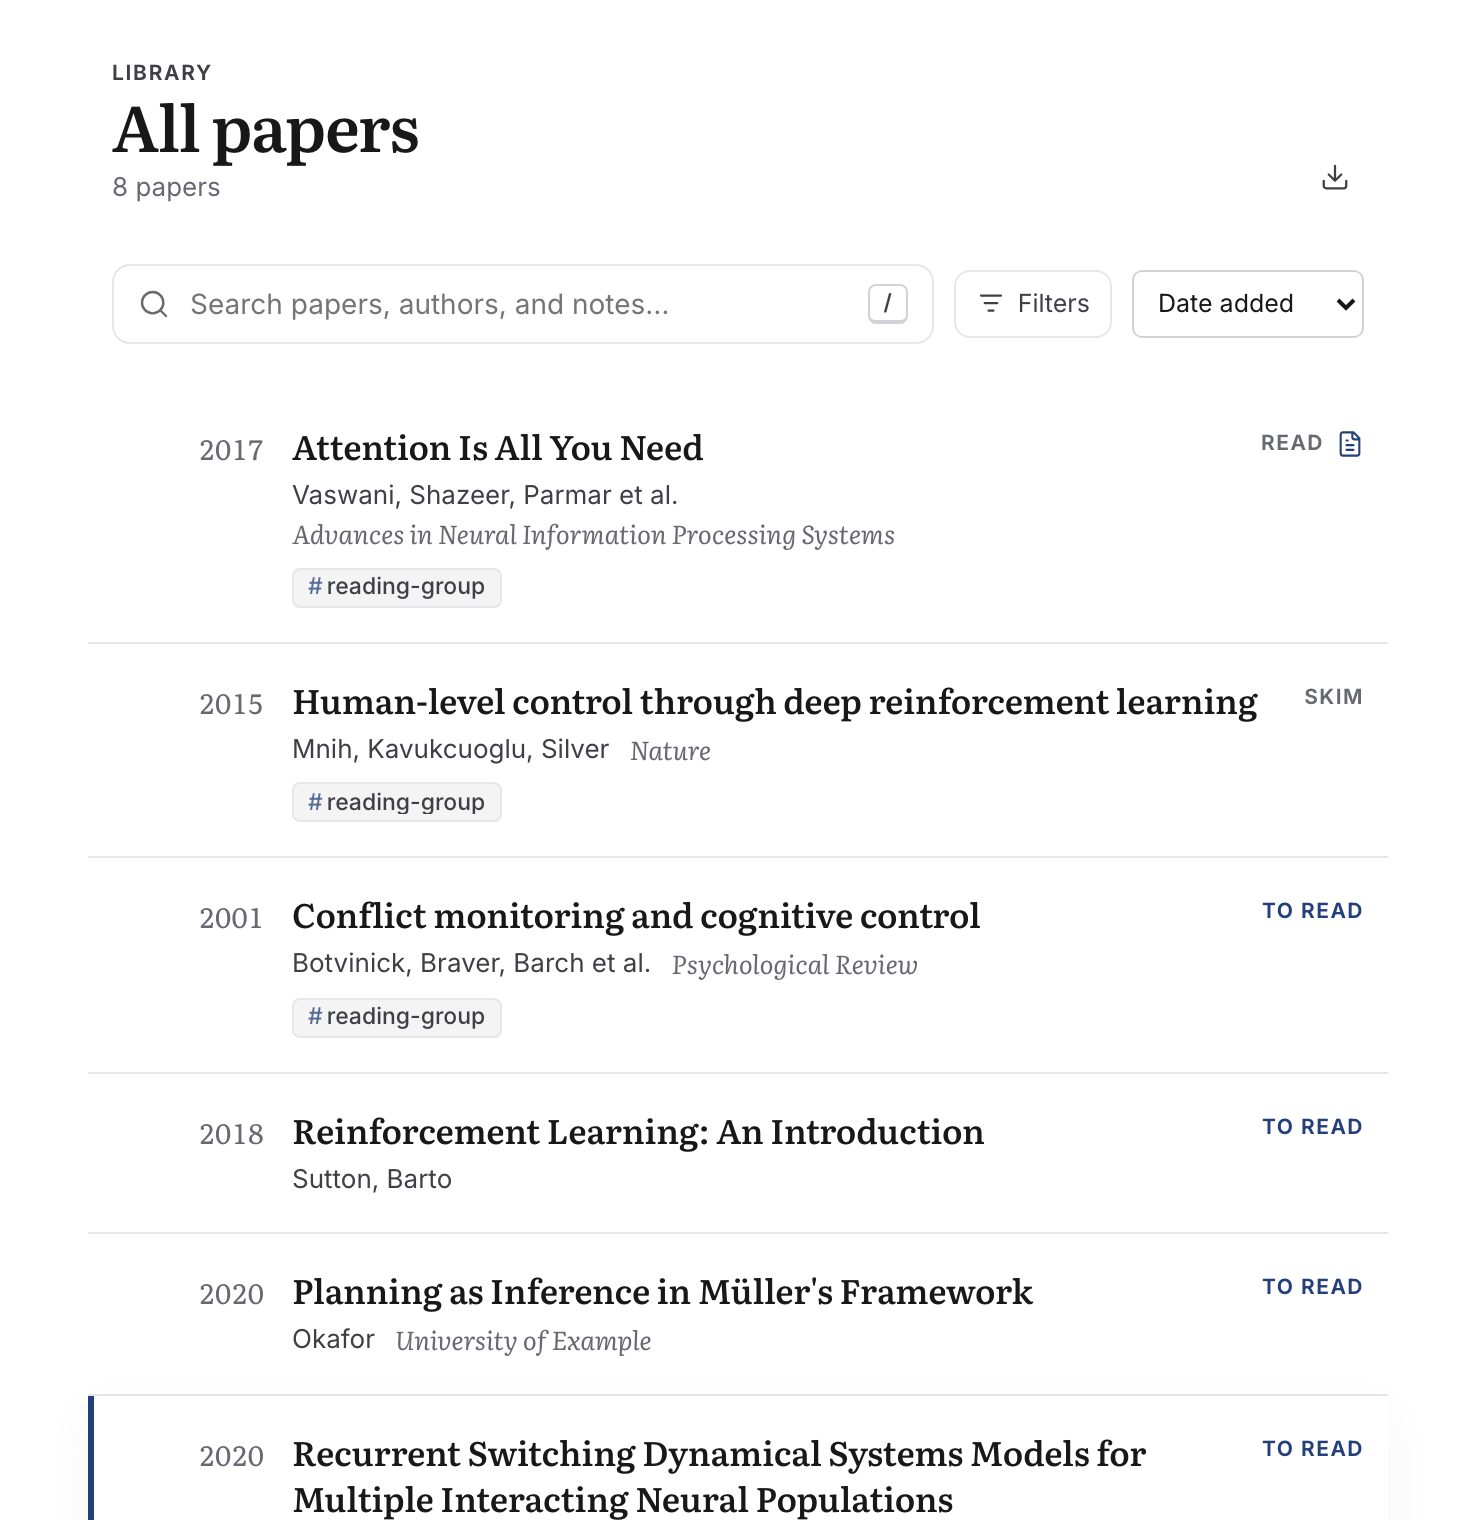 LIBRARY
All papers
8 papers
Search papers, authors, and notes... /
Filters
Date added
2017 Attention Is All You Need READ
Vaswani, Shazeer, Parmar et al.
Advances in Neural Information Processing Systems
#reading-group
2015 Human-level control through deep reinforcement learning SKIM
Mnih, Kavukcuoglu, Silver Nature
#reading-group
2001 Conflict monitoring and cognitive control TO READ
Botvinick, Braver, Barch et al. Psychological Review
#reading-group
2018 Reinforcement Learning: An Introduction TO READ
Sutton, Barto
2020 Planning as Inference in Müller's Framework TO READ
Okafor University of Example
2020 Recurrent Switching Dynamical Systems Models for TO READ
Multiple Interacting Neural Populations